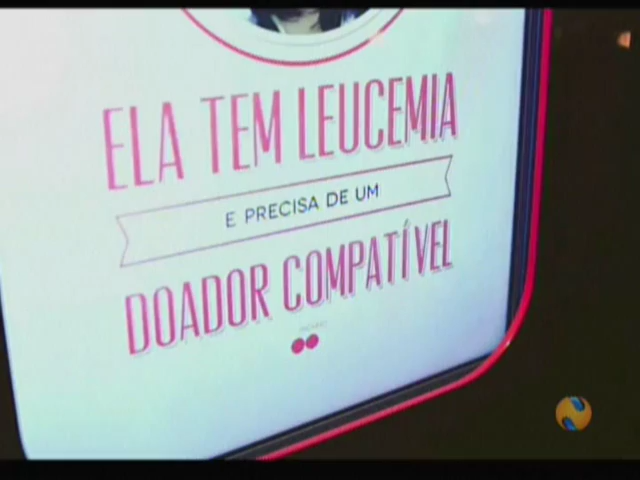 ELA TEM LEUCEMIA
E PRECISA DE UM
DOADOR COMPATÍVEL